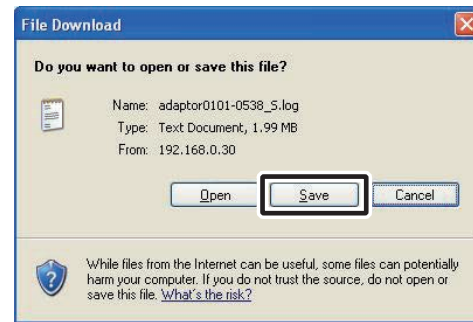 File Download
Do you want to open or save this file?
Name: adaptor0101-0538_S.log
Type: Text Document, 1.99 MB
From: 192.168.0.30
Open Save Cancel
While files from the Internet can be useful, some files can potentially
harm your computer. If you do not trust the source, do not open or
save this file. What's the risk?